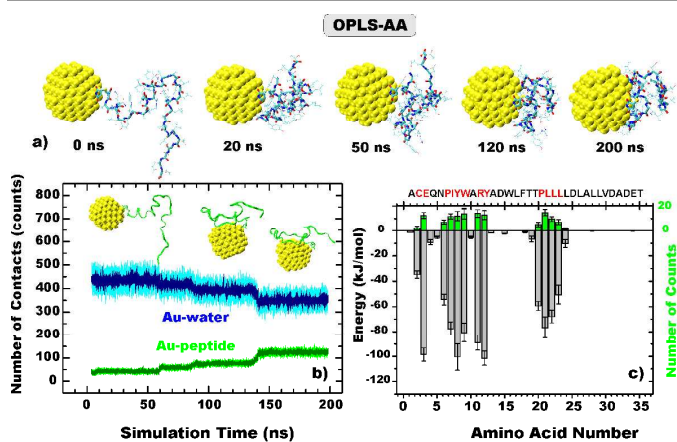 OPLS-AA
a)
0 ns
20 ns
50 ns
120 ns
200 ns
Number of Contacts (counts)
800
700
600
500
400
300
200
100
0
Au-water
Au-peptide
b)
0
50
100
150
200
Simulation Time (ns)
ACEQNPIYWARYADWLFTTPLLLLDLALLVDADET
20
0
0
-20
-40
-60
-80
-100
-120
Energy (kJ/mol)
Number of Counts
c)
0
5
10
15
20
25
30
35
Amino Acid Number